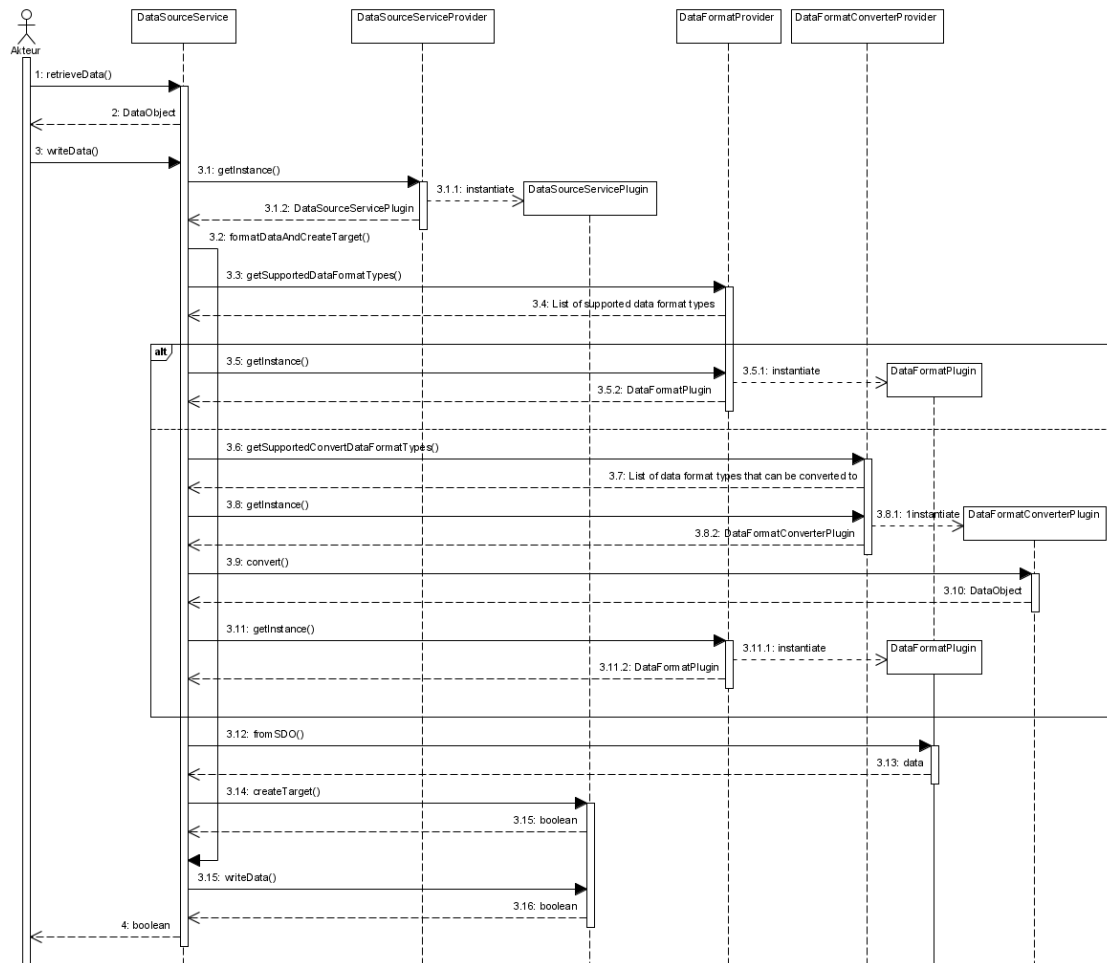 DataSourceService
DataSourceServiceProvider
DataFormatProvider
DataFormatConverterProvider
Akteur
1: retrieveData()
2: DataObject
3: writeData()
3.1: getInstance()
3.1.1: instantiate
DataSourceServicePlugin
3.1.2: DataSourceServicePlugin
3.2: formatDataAndCreateTarget()
3.3: getSupportedDataFormatTypes()
3.4: List of supported data format types
alt
3.5: getInstance()
3.5.1: instantiate
DataFormatPlugin
3.5.2: DataFormatPlugin
3.6: getSupportedConvertDataFormatTypes()
3.7: List of data format types that can be converted to
3.8: getInstance()
3.8.1: 1instantiate
DataFormatConverterPlugin
3.8.2: DataFormatConverterPlugin
3.9: convert()
3.10: DataObject
3.11: getInstance()
3.11.1: instantiate
DataFormatPlugin
3.11.2: DataFormatPlugin
3.12: fromSDO()
3.13: data
3.14: createTarget()
3.15: boolean
3.15: writeData()
3.16: boolean
4: boolean